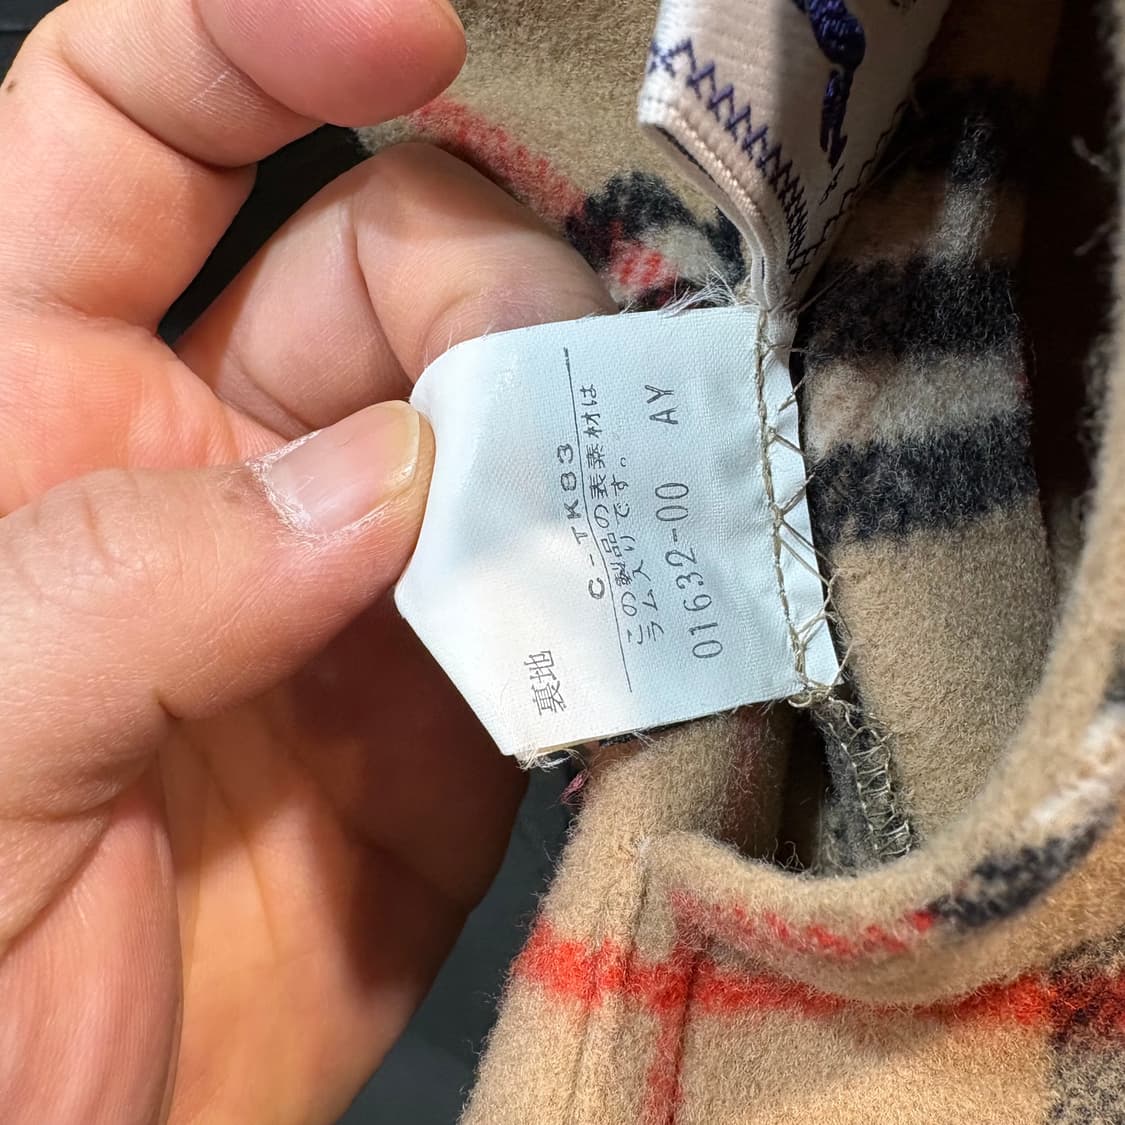 裏地
C-TK83
この製品の表素材は
ラム入りです。
01632-00 AY